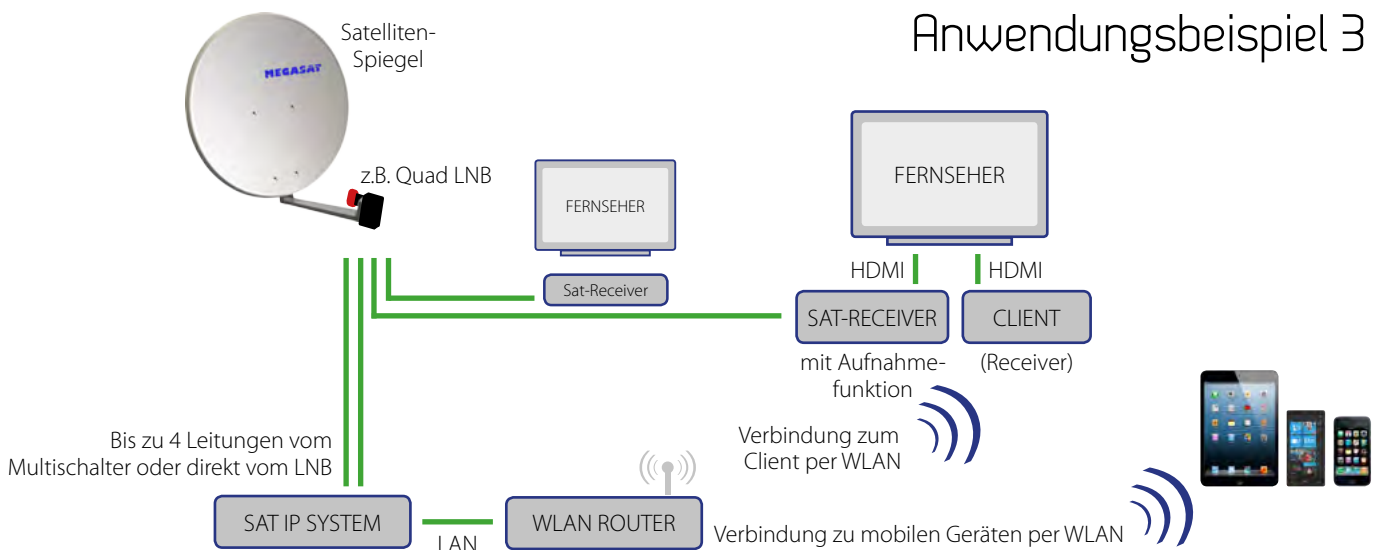 Anwendungsbeispiel 3
Satelliten-
Spiegel
MEGASAT
z.B. Quad LNB
FERNSEHER
Sat-Receiver
FERNSEHER
HDMI
HDMI
SAT-RECEIVER
CLIENT
mit Aufnahme-
funktion
(Receiver)
Verbindung zum
Client per WLAN
Bis zu 4 Leitungen vom
Multischalter oder direkt vom LNB
SAT IP SYSTEM
LAN
WLAN ROUTER
Verbindung zu mobilen Geräten per WLAN